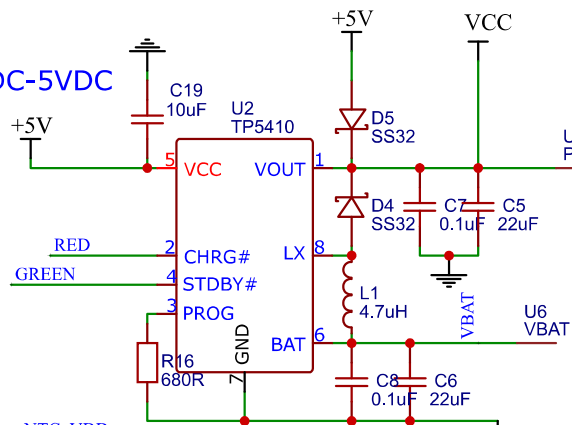 +5V
VCC
DC-5VDC
C19
10uF
+5V
U2
TP5410
D5
SS32
5
VCC
VOUT
1
D4
SS32
C7
0.1uF
C5
22uF
RED
2
CHRG#
LX
8
GREEN
4
STDBY#
3
PROG
L1
4.7uH
VBAT
U6
VBAT
BAT
6
GND
7
R16
680R
C8
0.1uF
C6
22uF